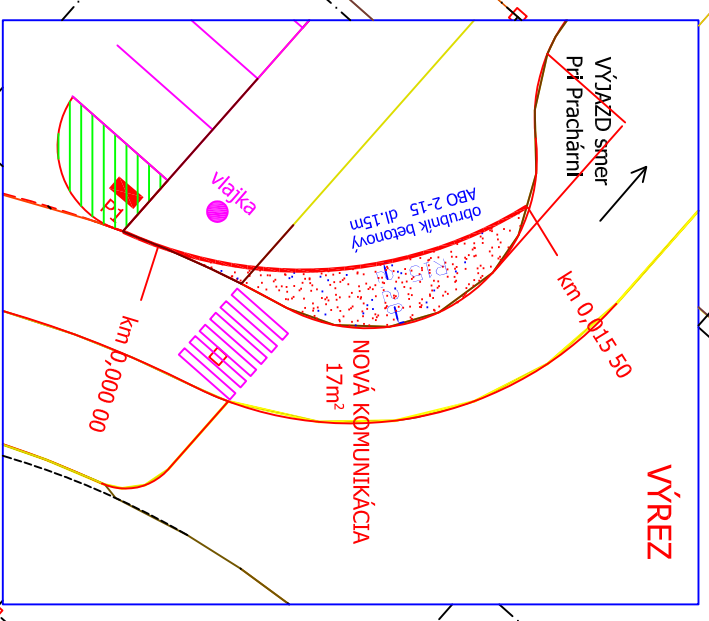 VÝJAZD smer
Pri Prachárni
vlajka
P1
obrubník betonový
ABO 2-15 dl.15m
km 0,015 50
km 0,000 00
NOVÁ KOMUNIKÁCIA
17m²
VÝREZ